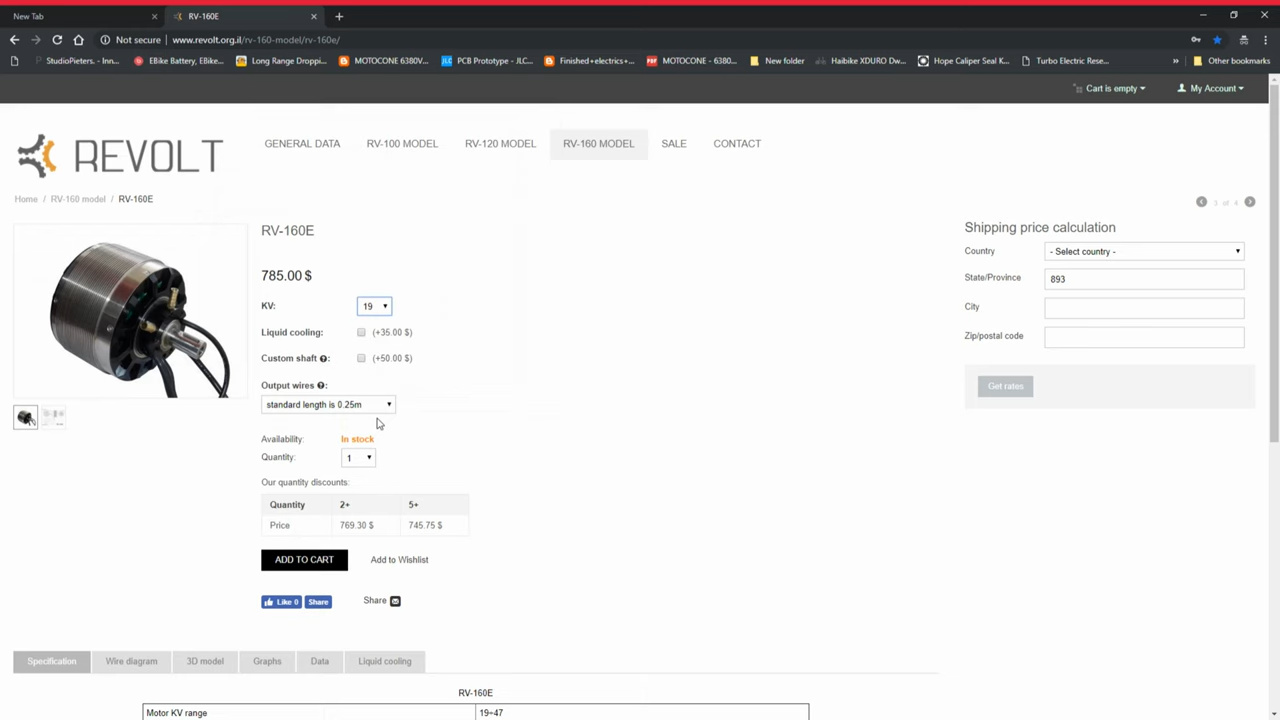 New Tab
RV-160E
Not secure | www.revolt.org.il/rv-160-model/rv-160e/
StudioPieters. - Inn... EBike Battery, EBike... Long Range Droppi... MOTOCONE 6380V... PCB Prototype - JLC... Finished+electrics+... MOTOCONE - 6380... New folder Haibike XDURO Dw... Hope Caliper Seal K... Turbo Electric Rese... » Other bookmarks
Cart is empty My Account
REVOLT
GENERAL DATA RV-100 MODEL RV-120 MODEL RV-160 MODEL SALE CONTACT
Home / RV-160 model / RV-160E
3 of 4
RV-160E
785.00 $
KV: 19
Liquid cooling: (+35.00 $)
Custom shaft : (+50.00 $)
Output wires :
standard length is 0.25m
Availability: In stock
Quantity: 1
Our quantity discounts:
Quantity 2+ 5+
Price 769.30 $ 745.75 $
ADD TO CART Add to Wishlist
Like 0 Share Share
Shipping price calculation
Country - Select country -
State/Province 893
City
Zip/postal code
Get rates
Specification Wire diagram 3D model Graphs Data Liquid cooling
RV-160E
Motor KV range 19÷47